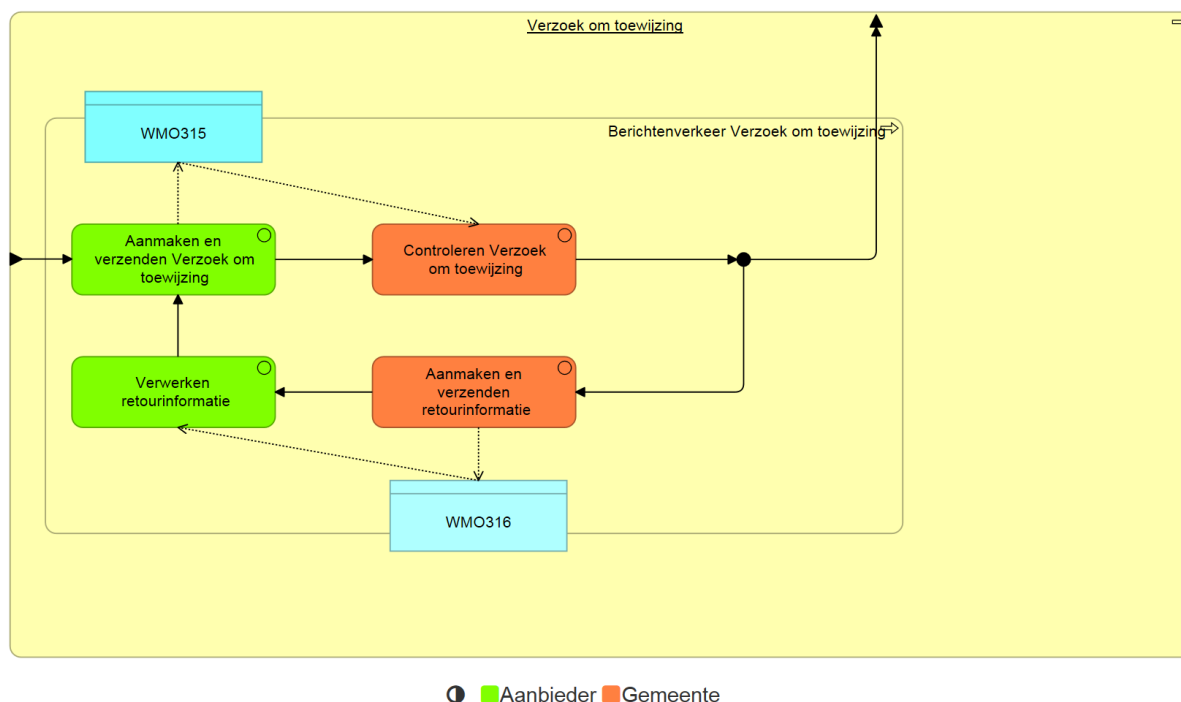 Verzoek om toewijzing
WMO315
Berichtenverkeer Verzoek om toewijzing
Aanmaken en
verzenden Verzoek om
toewijzing
Controleren Verzoek
om toewijzing
Verwerken
retourinformatie
Aanmaken en
verzenden
retourinformatie
WMO316
Aanbieder
Gemeente